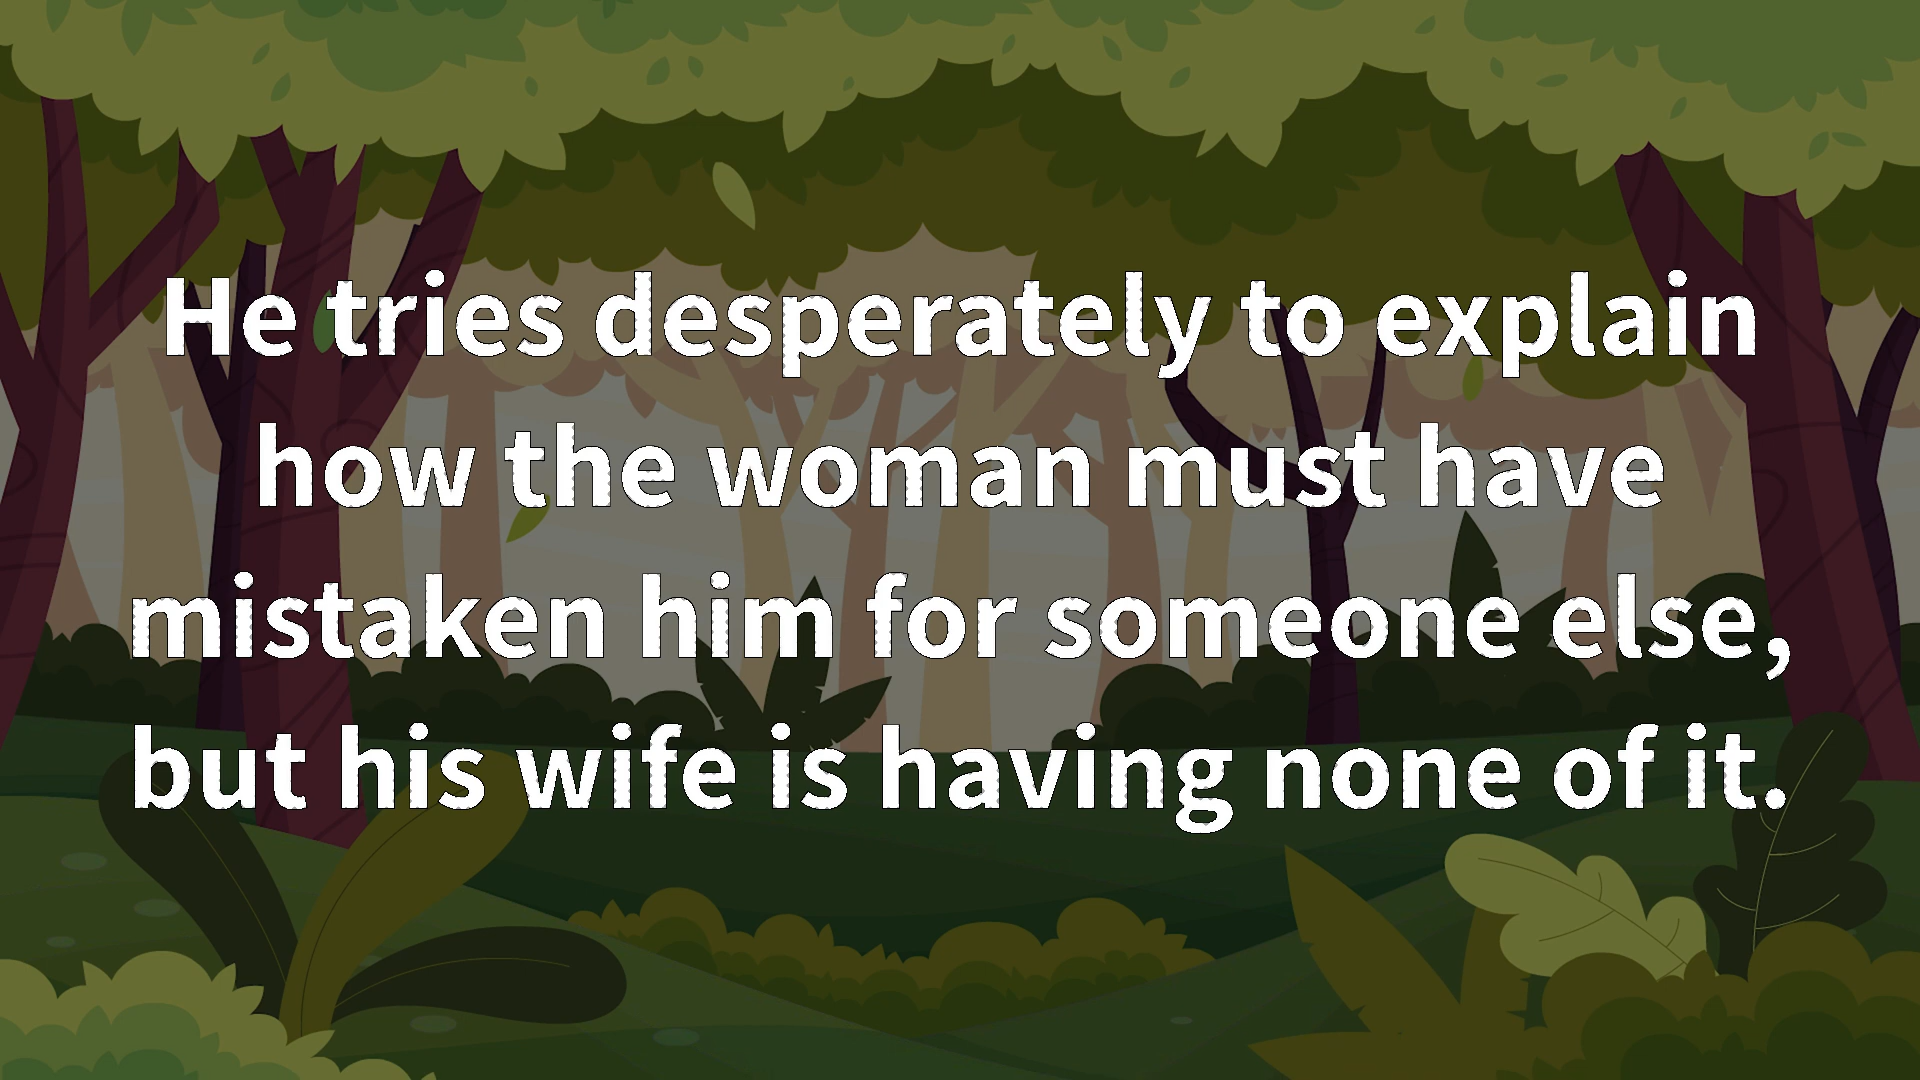 He tries desperately to explain
how the woman must have
mistaken him for someone else,
but his wife is having none of it.